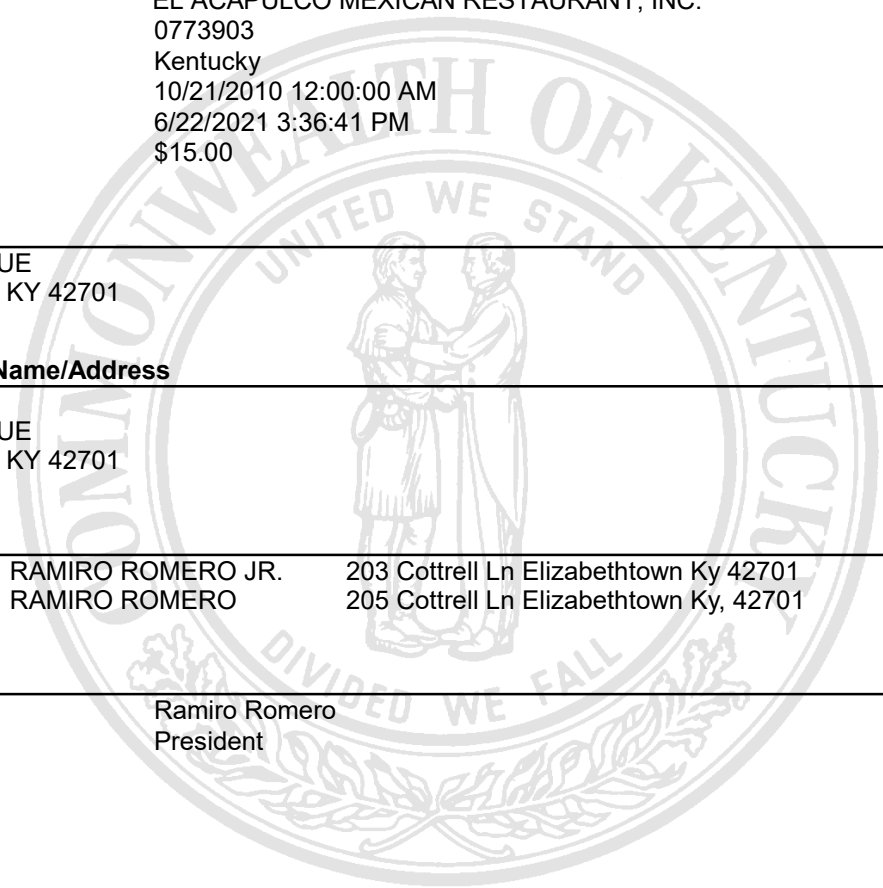 EL ACAPULCO MEXICAN RESTAURANT, INC.
0773903
Kentucky
10/21/2010 12:00:00 AM
6/22/2021 3:36:41 PM
$15.00
UE
KY 42701
Name/Address
UE
KY 42701
RAMIRO ROMERO JR. 203 Cottrell Ln Elizabethtown Ky 42701
RAMIRO ROMERO 205 Cottrell Ln Elizabethtown Ky, 42701
Ramiro Romero
President
COMMONWEALTH OF KENTUCKY
UNITED WE STAND
DIVIDED WE FALL